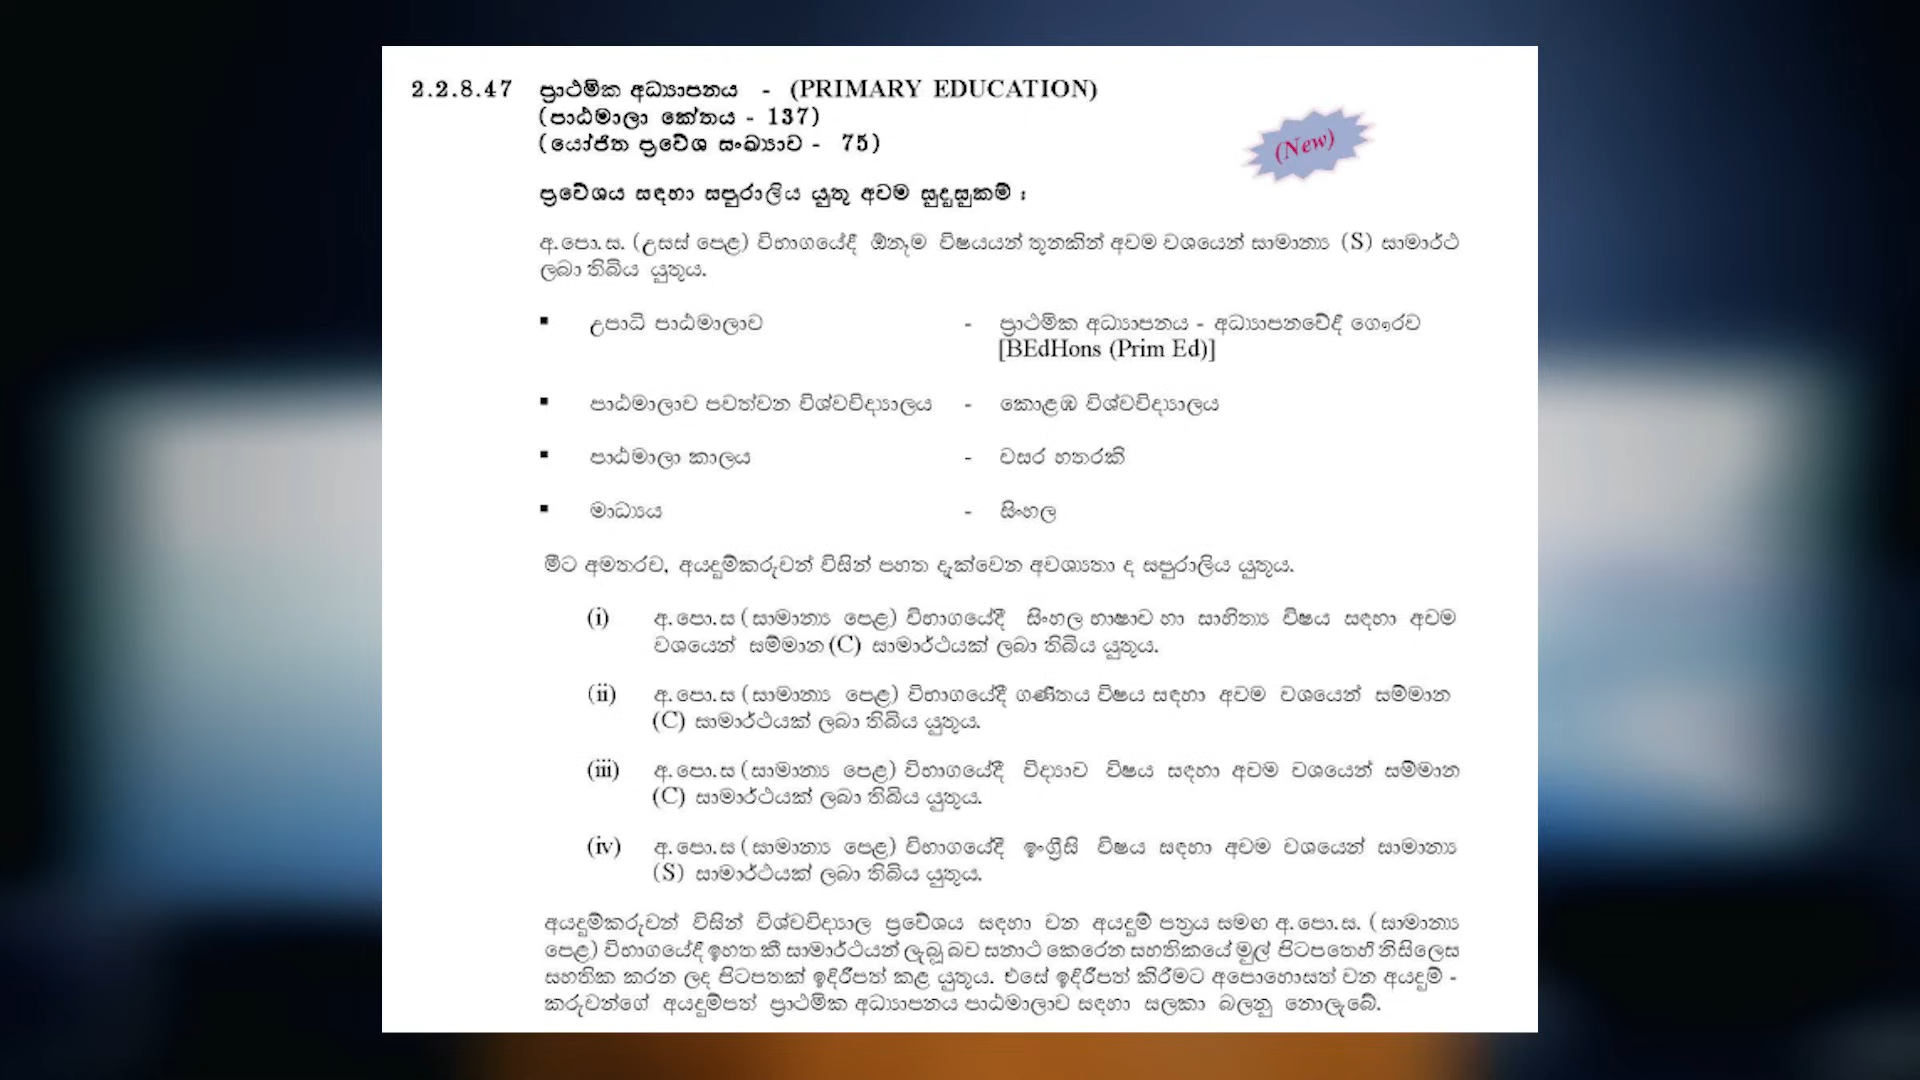 2.2.8.47 ප්‍රාථමික අධ්‍යාපනය - (PRIMARY EDUCATION)
(පාඨමාලා කේතය - 137)
(යෝජිත ප්‍රවේශ සංඛ්‍යාව - 75)
(New)
ප්‍රවේශය සඳහා සපුරාලිය යුතු අවම සුදුසුකම් :
අ.පො.ස. (උසස් පෙළ) විභාගයේදී ඕනෑම විෂයයන් තුනකින් අවම වශයෙන් සාමාන්‍ය (S) සාමාර්ථ
ලබා තිබිය යුතුය.
▪ උපාධි පාඨමාලාව - ප්‍රාථමික අධ්‍යාපනය - අධ්‍යාපනවේදී ගෞරව
[BEdHons (Prim Ed)]
▪ පාඨමාලාව පවත්වන විශ්වවිද්‍යාලය - කොළඹ විශ්වවිද්‍යාලය
▪ පාඨමාලා කාලය - වසර හතරකි
▪ මාධ්‍යය - සිංහල
මීට අමතරව, අයදුම්කරුවන් විසින් පහත දැක්වෙන අවශ්‍යතා ද සපුරාලිය යුතුය.
(i) අ.පො.ස (සාමාන්‍ය පෙළ) විභාගයේදී සිංහල භාෂාව හා සාහිත්‍ය විෂය සඳහා අවම
වශයෙන් සම්මාන (C) සාමාර්ථයක් ලබා තිබිය යුතුය.
(ii) අ.පො.ස (සාමාන්‍ය පෙළ) විභාගයේදී ගණිතය විෂය සඳහා අවම වශයෙන් සම්මාන
(C) සාමාර්ථයක් ලබා තිබිය යුතුය.
(iii) අ.පො.ස (සාමාන්‍ය පෙළ) විභාගයේදී විද්‍යාව විෂය සඳහා අවම වශයෙන් සම්මාන
(C) සාමාර්ථයක් ලබා තිබිය යුතුය.
(iv) අ.පො.ස (සාමාන්‍ය පෙළ) විභාගයේදී ඉංග්‍රීසි විෂය සඳහා අවම වශයෙන් සාමාන්‍ය
(S) සාමාර්ථයක් ලබා තිබිය යුතුය.
අයදුම්කරුවන් විසින් විශ්වවිද්‍යාල ප්‍රවේශය සඳහා වන අයදුම් පත්‍රය සමඟ අ.පො.ස. (සාමාන්‍ය
පෙළ) විභාගයේදී ඉහත කී සාමාර්ථයන් ලැබූ බව සනාථ කෙරෙන සහතිකයේ මුල් පිටපතෙහි නිසිලෙස
සහතික කරන ලද පිටපතක් ඉදිරිපත් කළ යුතුය. එසේ ඉදිරිපත් කිරීමට අපොහොසත් වන අයදුම් -
කරුවන්ගේ අයදුම්පත් ප්‍රාථමික අධ්‍යාපනය පාඨමාලාව සඳහා සලකා බලනු නොලැබේ.